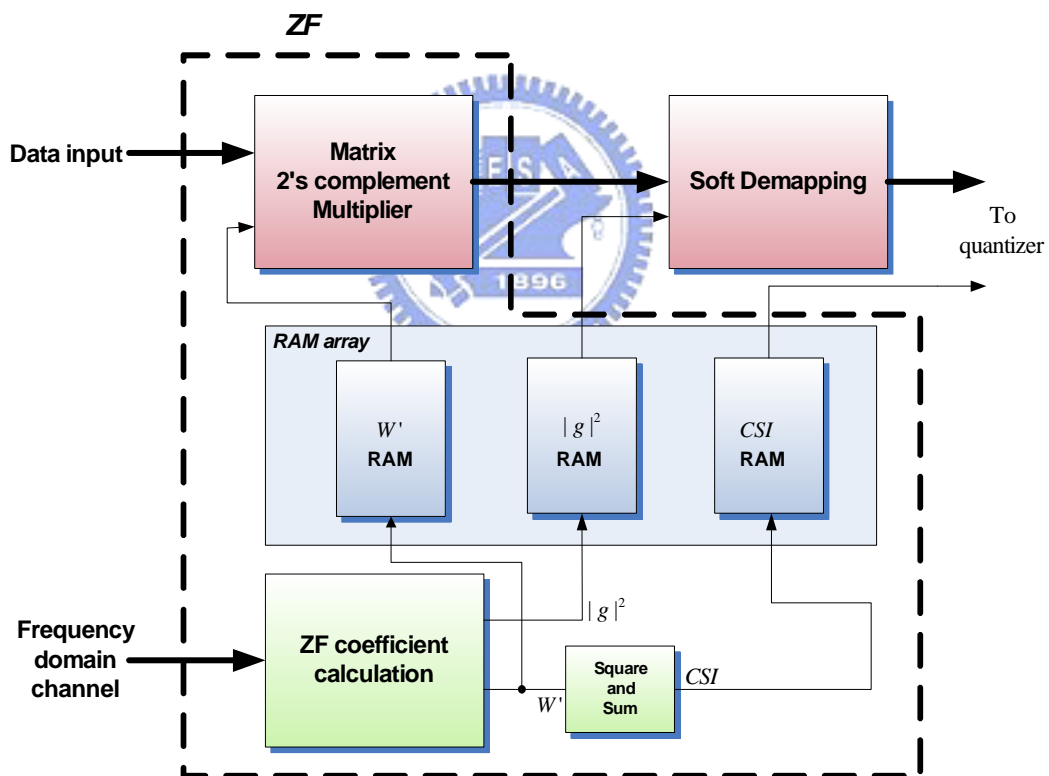 ZF
Data input
Matrix
2's complement
Multiplier
Soft Demapping
To
quantizer
E S A
1896
RAM array
W'
RAM
| g |²
RAM
CSI
RAM
Frequency
domain
channel
ZF coefficient
calculation
| g |²
W'
Square
and
Sum
CSI